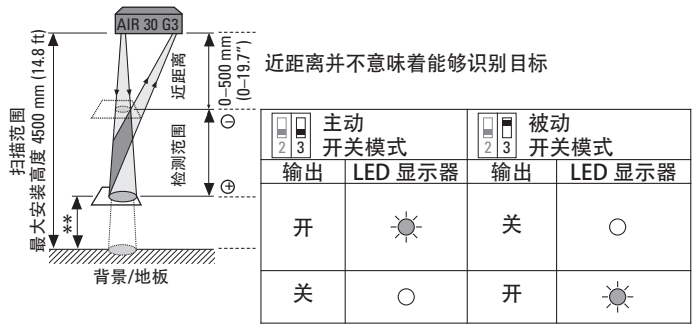 AIR 30 G3
扫描范围
最大安装高度 4500 mm (14.8 ft)
近距离
0–500 mm
(0–19.7”)
检测范围
⊖
⊕
**
背景/地板
近距离并不意味着能够识别目标
2 3 主动
开关模式
2 3 被动
开关模式
输出 LED 显示器 输出 LED 显示器
开 关
关 开